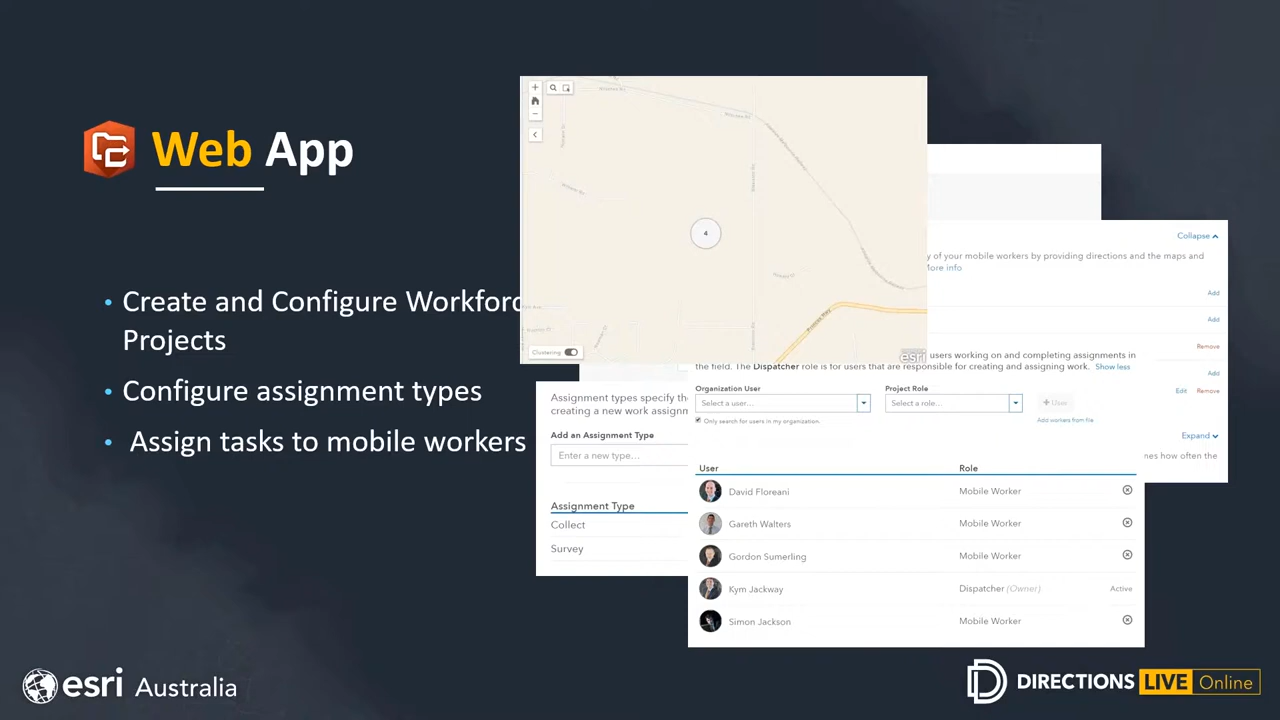 Web App
Create and Configure Workforc
Projects
Configure assignment types
Assign tasks to mobile workers
4
Clustering
esri
Collapse
y of your mobile workers by providing directions and the maps and
More info
Add
Add
Remove
Add
Edit Remove
Expand
nes how often the
Assignment types specify the
creating a new work assignm
Add an Assignment Type
Enter a new type...
Assignment Type
Collect
Survey
users working on and completing assignments in
the field. The Dispatcher role is for users that are responsible for creating and assigning work. Show less
Organization User Project Role
Select a user... Select a role... + User
Only search for users in my organization. Add workers from file
User Role
David Floreani Mobile Worker
Gareth Walters Mobile Worker
Gordon Sumerling Mobile Worker
Kym Jackway Dispatcher (Owner) Active
Simon Jackson Mobile Worker
esri Australia
DIRECTIONS LIVE Online